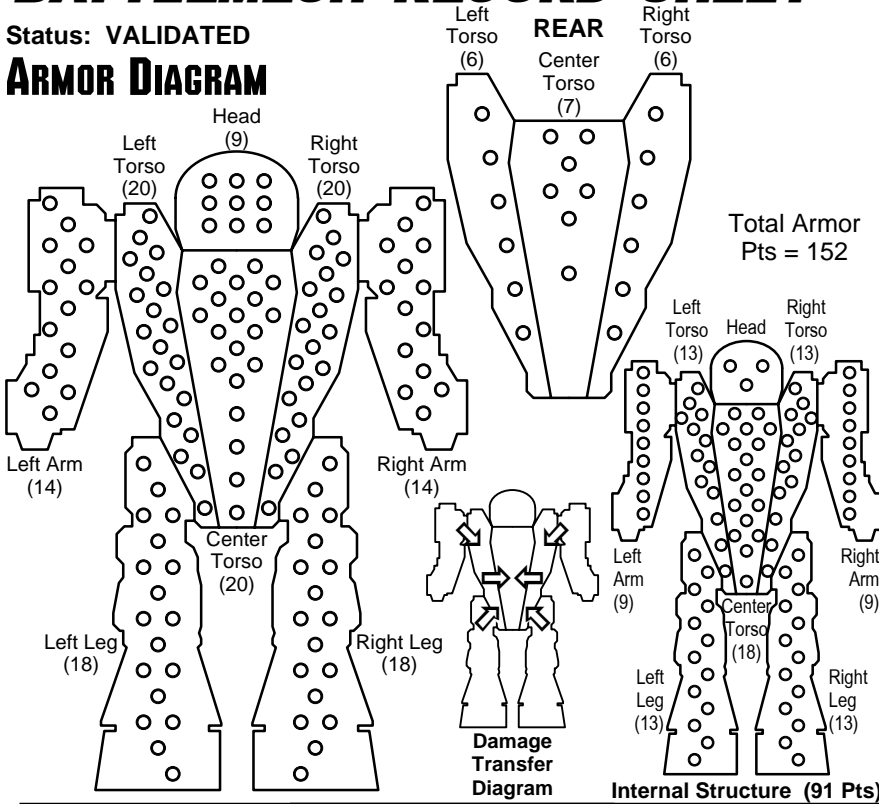 Status: VALIDATED
ARMOR DIAGRAM
Head
(9)
Left
Torso
(20)
Right
Torso
(20)
Left Arm
(14)
Right Arm
(14)
Center
Torso
(20)
Left Leg
(18)
Right Leg
(18)
REAR
Left
Torso
(6)
Center
Torso
(7)
Right
Torso
(6)
Total Armor
Pts = 152
Left
Torso
(13)
Head
Right
Torso
(13)
Left
Arm
(9)
Right
Arm
(9)
Center
Torso
(18)
Left
Leg
(13)
Right
Leg
(13)
Damage
Transfer
Diagram
Internal Structure (91 Pts)